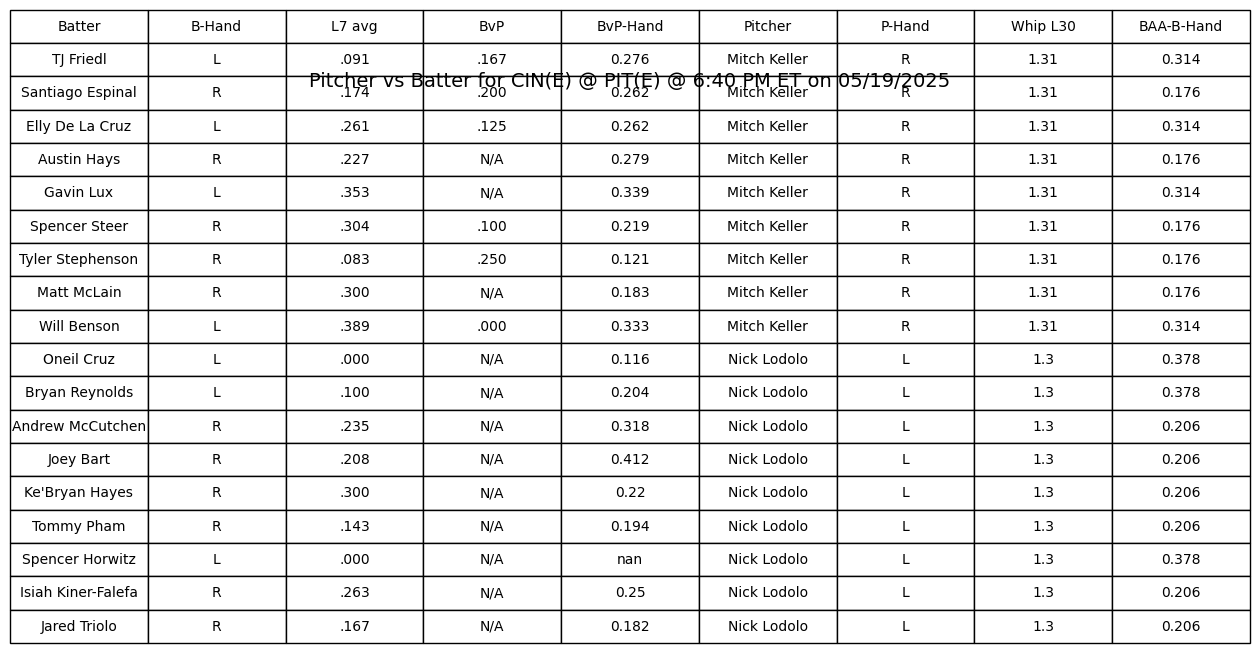 Batter B-Hand L7 avg BvP BvP-Hand Pitcher P-Hand Whip L30 BAA-B-Hand
TJ Friedl L .091 .167 0.276 Mitch Keller R 1.31 0.314
Pitcher vs Batter for CIN(E) @ PIT(E) @ 6:40 PM ET on 05/19/2025
Santiago Espinal R .174 .200 0.262 Mitch Keller R 1.31 0.176
Elly De La Cruz L .261 .125 0.262 Mitch Keller R 1.31 0.314
Austin Hays R .227 N/A 0.279 Mitch Keller R 1.31 0.176
Gavin Lux L .353 N/A 0.339 Mitch Keller R 1.31 0.314
Spencer Steer R .304 .100 0.219 Mitch Keller R 1.31 0.176
Tyler Stephenson R .083 .250 0.121 Mitch Keller R 1.31 0.176
Matt McLain R .300 N/A 0.183 Mitch Keller R 1.31 0.176
Will Benson L .389 .000 0.333 Mitch Keller R 1.31 0.314
Oneil Cruz L .000 N/A 0.116 Nick Lodolo L 1.3 0.378
Bryan Reynolds L .100 N/A 0.204 Nick Lodolo L 1.3 0.378
Andrew McCutchen R .235 N/A 0.318 Nick Lodolo L 1.3 0.206
Joey Bart R .208 N/A 0.412 Nick Lodolo L 1.3 0.206
Ke'Bryan Hayes R .300 N/A 0.22 Nick Lodolo L 1.3 0.206
Tommy Pham R .143 N/A 0.194 Nick Lodolo L 1.3 0.206
Spencer Horwitz L .000 N/A nan Nick Lodolo L 1.3 0.378
Isiah Kiner-Falefa R .263 N/A 0.25 Nick Lodolo L 1.3 0.206
Jared Triolo R .167 N/A 0.182 Nick Lodolo L 1.3 0.206